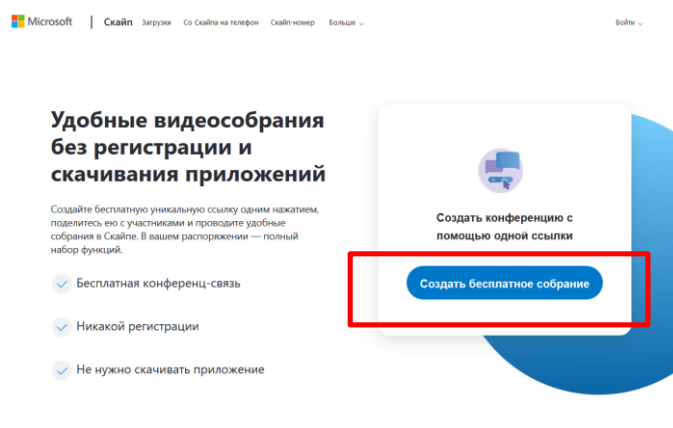 Microsoft | Скайп Загрузки Со Скайпа на телефон Скайп-номер Больше Войти
Удобные видеособрания
без регистрации и
скачивания приложений
Создайте бесплатную уникальную ссылку одним нажатием,
поделитесь ею с участниками и проводите удобные
собрания в Скайпе. В вашем распоряжении — полный
набор функций.
Бесплатная конференц-связь
Никакой регистрации
Не нужно скачивать приложение
Создать конференцию с
помощью одной ссылки
Создать бесплатное собрание